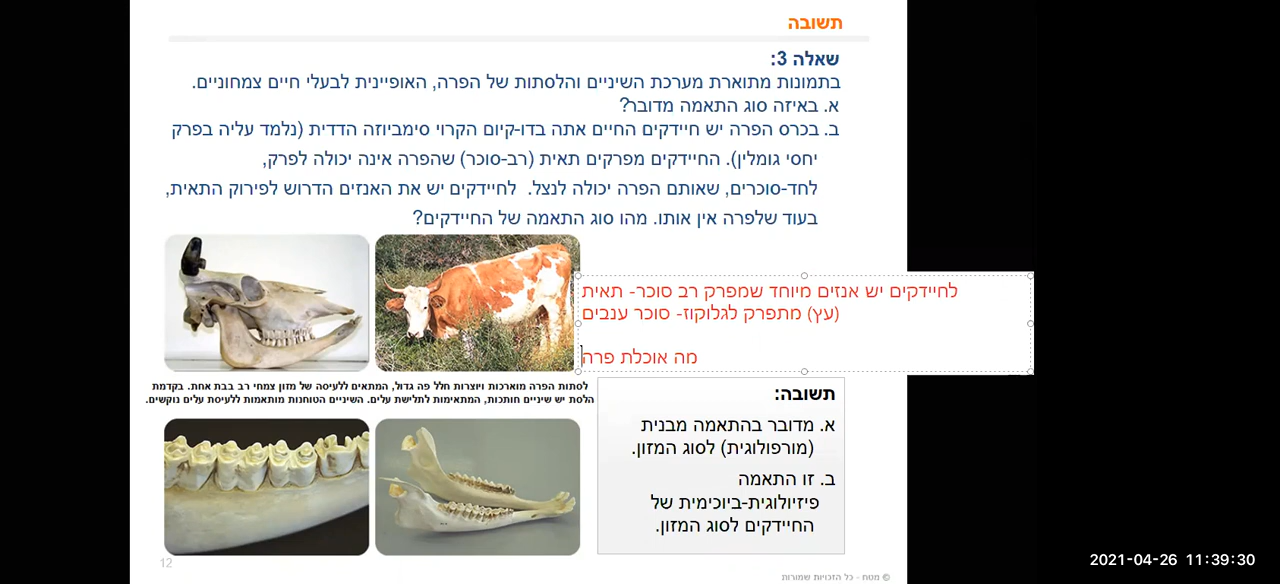 תשובה
שאלה 3:
בתמונות מתוארת מערכת השיניים והלסתות של הפרה, האופיינית לבעלי חיים צמחוניים.
א. באיזה סוג התאמה מדובר?
ב. בכרס הפרה יש חיידקים החיים אתה בדו-קיום הקרוי סימביוזה הדדית (נלמד עליה בפרק
יחסי גומלין). החיידקים מפרקים תאית (רב-סוכר) שהפרה אינה יכולה לפרק,
לחד-סוכרים, שאותם הפרה יכולה לנצל. לחיידקים יש את האנזים הדרוש לפירוק התאית,
בעוד שלפרה אין אותו. מהו סוג התאמה של החיידקים?
לחיידקים יש אנזים מיוחד שמפרק רב סוכר- תאית
(עץ) מתפרק לגלוקוז- סוכר ענבים
מה אוכלת פרה
לסתות הפרה מוארכות ויוצרות חלל פה גדול, המתאים ללעיסה של מזון צמחי רב בבת אחת. בקדמת
הלסת יש שיניים חותכות, המתאימות לתלישת עלים. השיניים הטוחנות מותאמות ללעיסת עלים נוקשים.
תשובה:
א. מדובר בהתאמה מבנית
(מורפולוגית) לסוג המזון.
ב. זו התאמה
פיזיולוגית-ביוכימית של
החיידקים לסוג המזון.
12
© מטח - כל הזכויות שמורות
2021-04-26 11:39:30